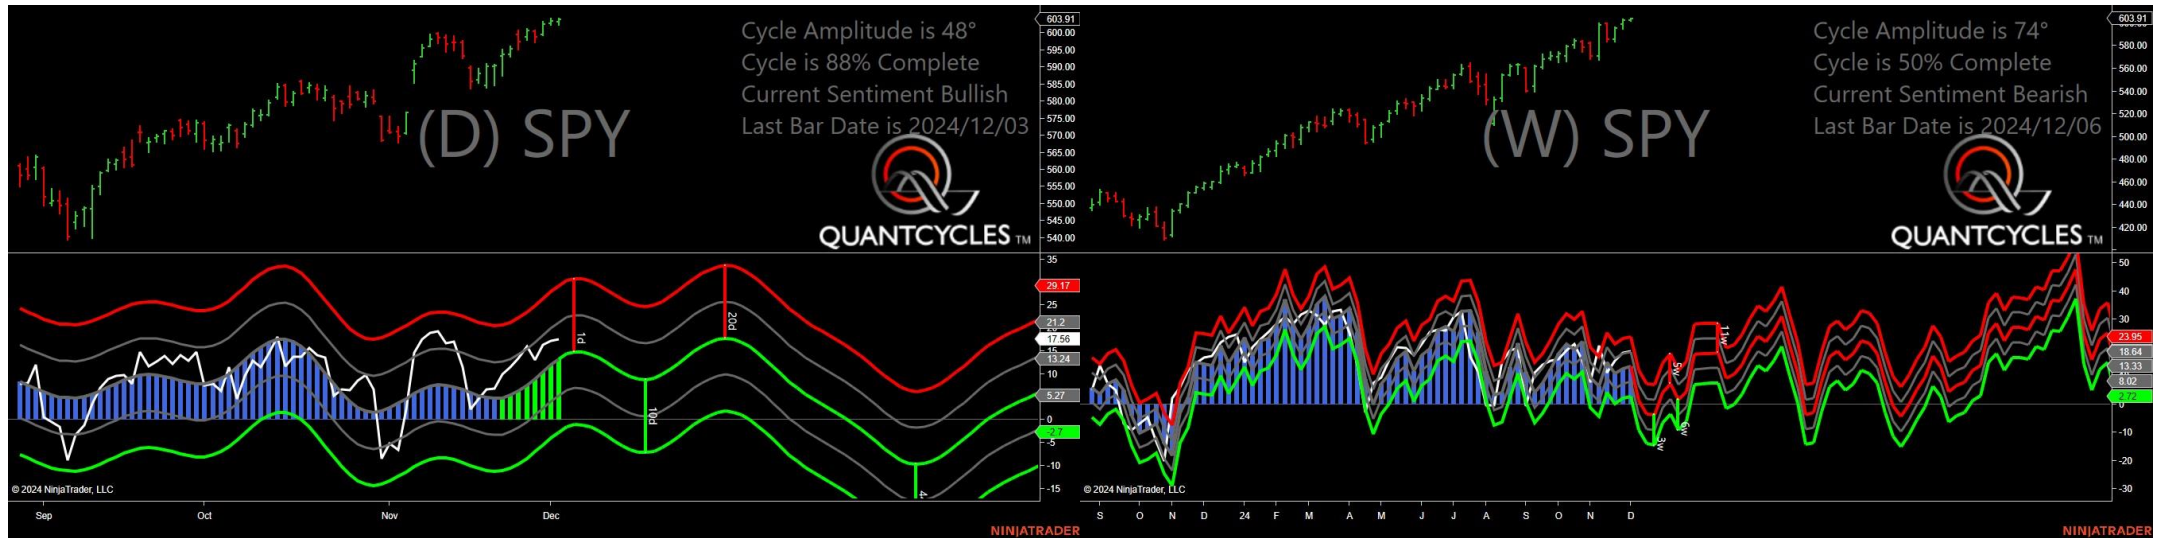 Cycle Amplitude is 48°
Cycle is 88% Complete
Current Sentiment Bullish
Last Bar Date is 2024/12/03
(D) SPY
QUANTCYCLES TM
603.91
600.00
595.00
590.00
585.00
580.00
575.00
570.00
565.00
560.00
555.00
550.00
545.00
540.00
35
29.17
25
21.2
17.56
15
13.24
10
5.27
0
-2.7
-5
-10
-15
1d
10d
20d
© 2024 NinjaTrader, LLC
Sep Oct Nov Dec
NINJATRADER
Cycle Amplitude is 74°
Cycle is 50% Complete
Current Sentiment Bearish
Last Bar Date is 2024/12/06
(W) SPY
QUANTCYCLES TM
603.91
580.00
560.00
540.00
520.00
500.00
480.00
460.00
440.00
420.00
50
40
30
23.95
18.64
13.33
8.02
2.72
0
-10
-20
-30
3w
5w
6w
11w
© 2024 NinjaTrader, LLC
S O N D 24 F M A M J J A S O N D
NINJATRADER